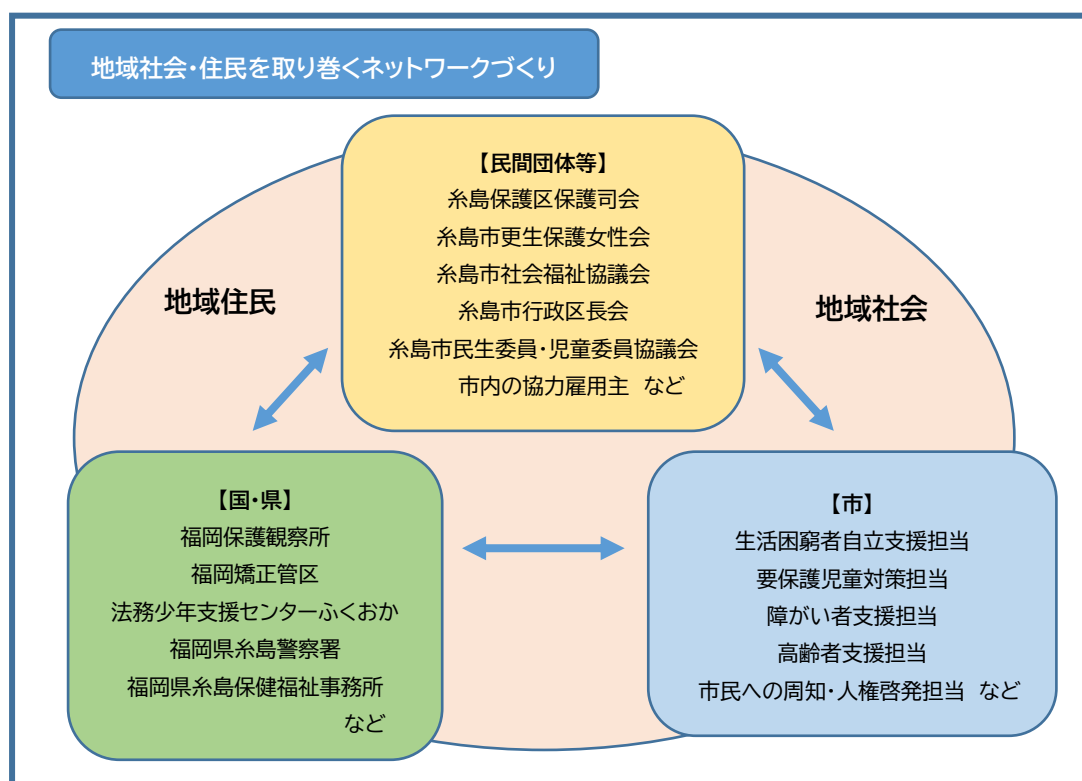 地域社会・住民を取り巻くネットワークづくり
【民間団体等】
糸島保護区保護司会
糸島市更生保護女性会
糸島市社会福祉協議会
糸島市行政区長会
糸島市民生委員・児童委員協議会
市内の協力雇用主 など
地域住民
地域社会
【国・県】
福岡保護観察所
福岡矯正管区
法務少年支援センターふくおか
福岡県糸島警察署
福岡県糸島保健福祉事務所
など
【市】
生活困窮者自立支援担当
要保護児童対策担当
障がい者支援担当
高齢者支援担当
市民への周知・人権啓発担当 など